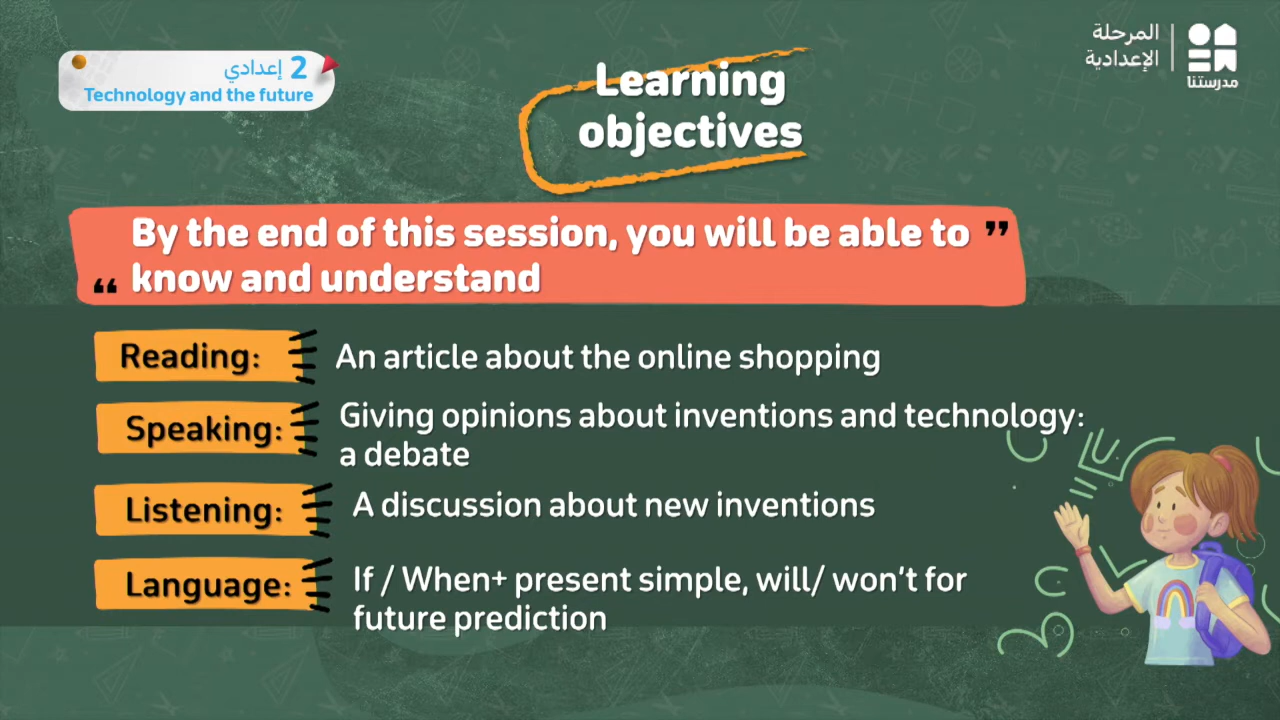 المرحلة
الإعدادية
مدرستنا
2 إعدادي
Technology and the future
Learning
objectives
By the end of this session, you will be able to ”
“ know and understand
Reading: An article about the online shopping
Speaking: Giving opinions about inventions and technology:
a debate
Listening: A discussion about new inventions
Language: If / When+ present simple, will/ won't for
future prediction